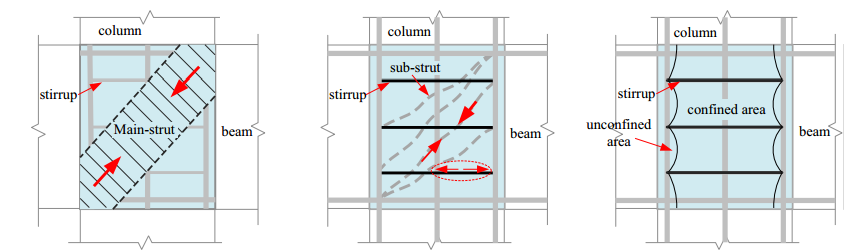 column
stirrup
Main-strut
beam
column
sub-strut
stirrup
beam
column
stirrup
confined area
unconfined
area
beam